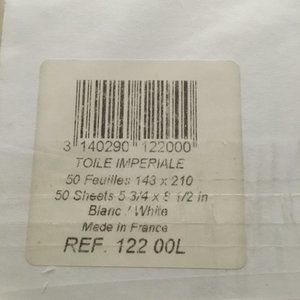 3 140290 122000
TOILE IMPERIALE
50 Feuilles 143 x 210
50 Sheets 5 3/4 x 8 1/2 in
Blanc / White
Made in France
REF. 122 00L